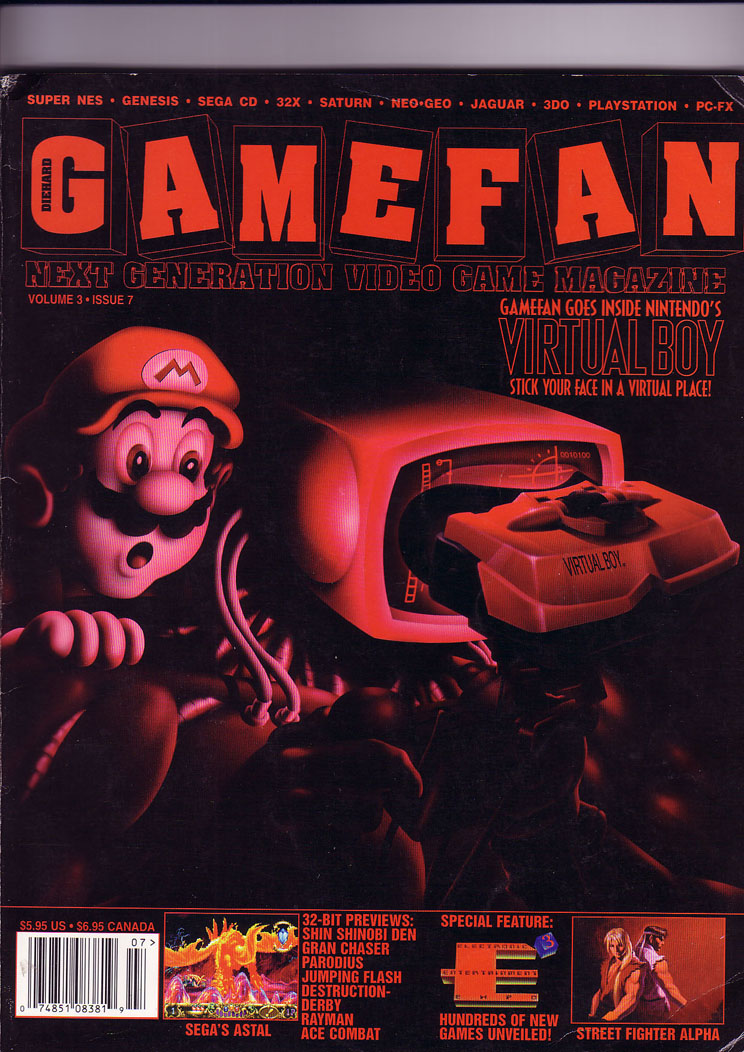 SUPER NES • GENESIS • SEGA CD • 32X • SATURN • NEO•GEO • JAGUAR • 3DO • PLAYSTATION • PC-FX
DIEHARD
GAMEFAN
NEXT GENERATION VIDEO GAME MAGAZINE
VOLUME 3 • ISSUE 7
GAMEFAN GOES INSIDE NINTENDO'S
VIRTUAL BOY
STICK YOUR FACE IN A VIRTUAL PLACE!
M
0010100
VIRTUAL BOY
$5.95 US • $6.95 CANADA
07>
0 74851 08381 9
SEGA'S ASTAL
32-BIT PREVIEWS:
SHIN SHINOBI DEN
GRAN CHASER
PARODIUS
JUMPING FLASH
DESTRUCTION-
DERBY
RAYMAN
ACE COMBAT
SPECIAL FEATURE:
ELECTRONIC
3
ENTERTAINMENT
EXPO
HUNDREDS OF NEW
GAMES UNVEILED!
STREET FIGHTER ALPHA